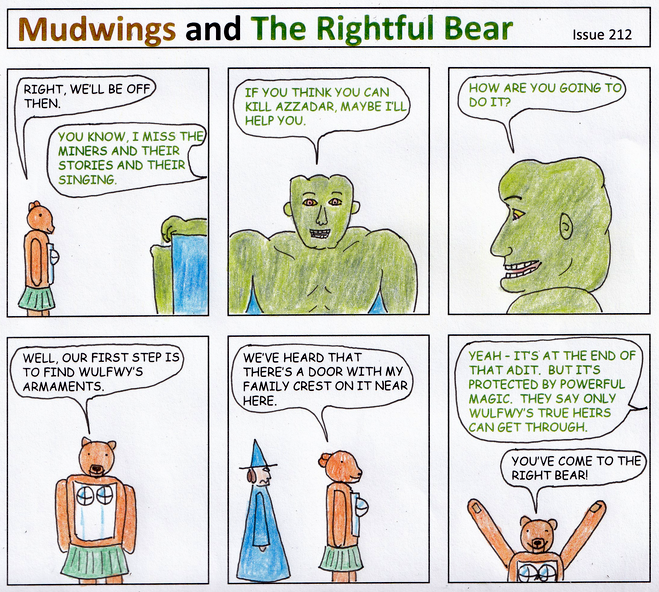 Mudwings and The Rightful Bear
Issue 212
RIGHT, WE'LL BE OFF
THEN.
YOU KNOW, I MISS THE
MINERS AND THEIR
STORIES AND THEIR
SINGING.
IF YOU THINK YOU CAN
KILL AZZADAR, MAYBE I'LL
HELP YOU.
HOW ARE YOU GOING TO
DO IT?
WELL, OUR FIRST STEP IS
TO FIND WULFWY'S
ARMAMENTS.
WE'VE HEARD THAT
THERE'S A DOOR WITH MY
FAMILY CREST ON IT NEAR
HERE.
YEAH - IT'S AT THE END OF
THAT ADIT. BUT IT'S
PROTECTED BY POWERFUL
MAGIC. THEY SAY ONLY
WULFWY'S TRUE HEIRS
CAN GET THROUGH.
YOU'VE COME TO THE
RIGHT BEAR!